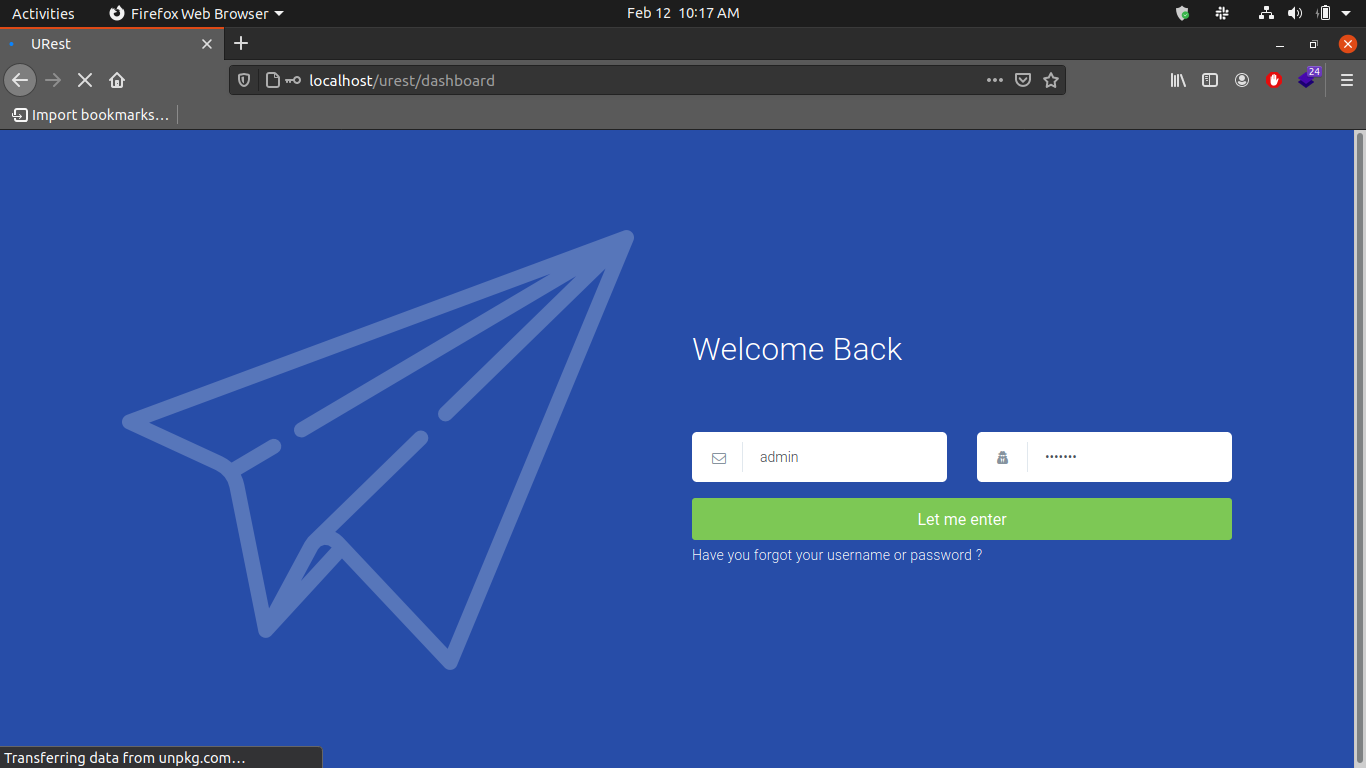 Activities Firefox Web Browser Feb 12 10:17 AM
URest
localhost/urest/dashboard 24
Import bookmarks…
Welcome Back
admin •••••••
Let me enter
Have you forgot your username or password ?
Transferring data from unpkg.com…